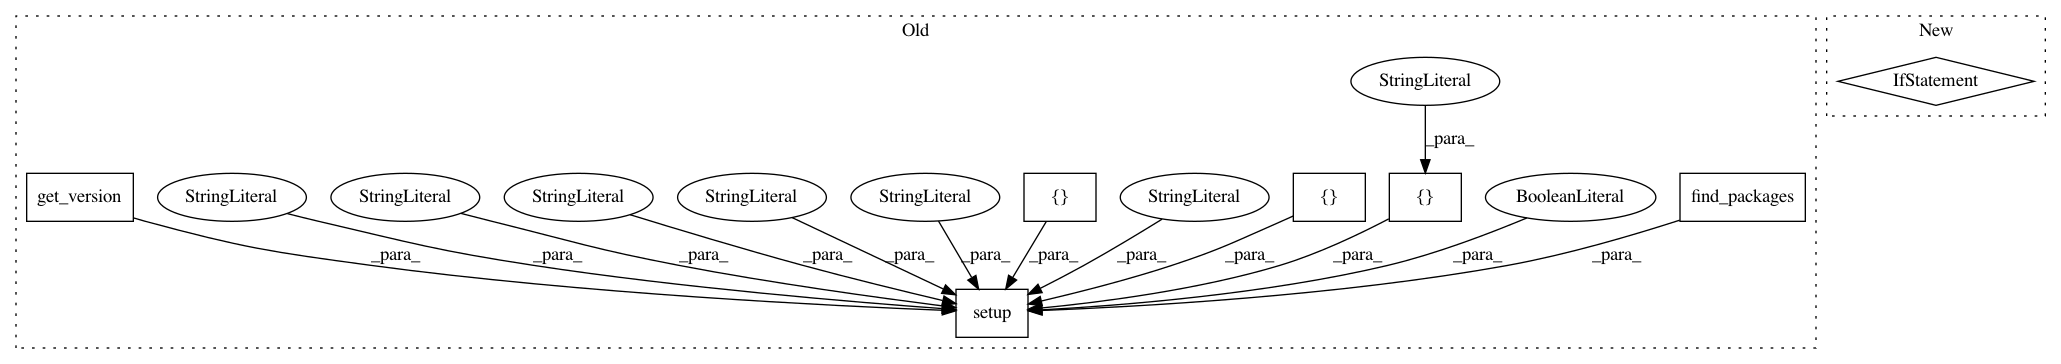 Old
New
StringLiteral
IfStatement
_para_
get_version
StringLiteral
StringLiteral
StringLiteral
StringLiteral
StringLiteral
{}
StringLiteral
{}
{}
BooleanLiteral
find_packages
_para_
_para_
_para_
_para_
_para_
_para_
_para_
_para_
_para_
_para_
_para_
setup